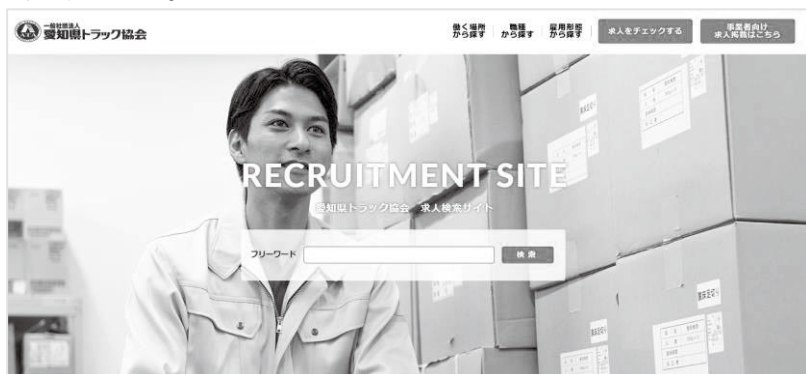 一般社団法人
愛知県トラック協会
働く場所
から探す
職種
から探す
雇用形態
から探す
求人をチェックする
事業者向け
求人掲載はこちら
RECRUITMENT SITE
愛知県トラック協会 求人検索サイト
フリーワード
検索